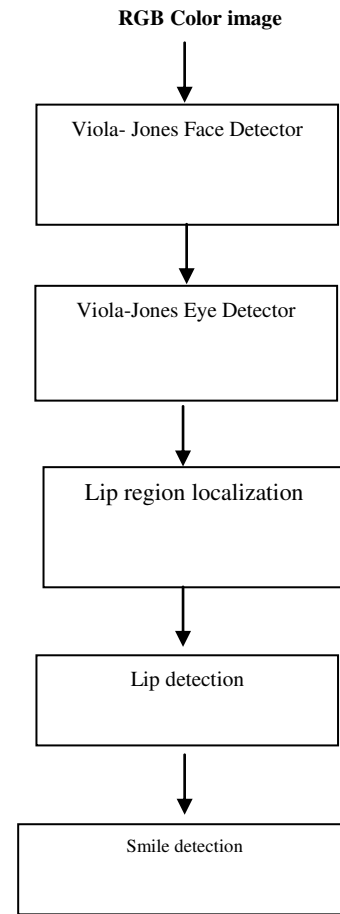 RGB Color image
Viola- Jones Face Detector
Viola-Jones Eye Detector
Lip region localization
Lip detection
Smile detection